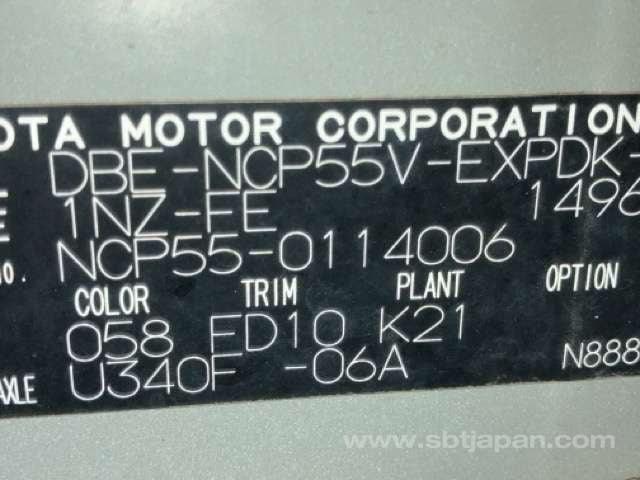 OTA MOTOR CORPORATION
DBE-NCP55V-EXPDK-
1NZ-FE 1496
NO. NCP55-0114006
COLOR TRIM PLANT OPTION
058 FD10 K21
AXLE U340F -06A N888
www.sbtjapan.com